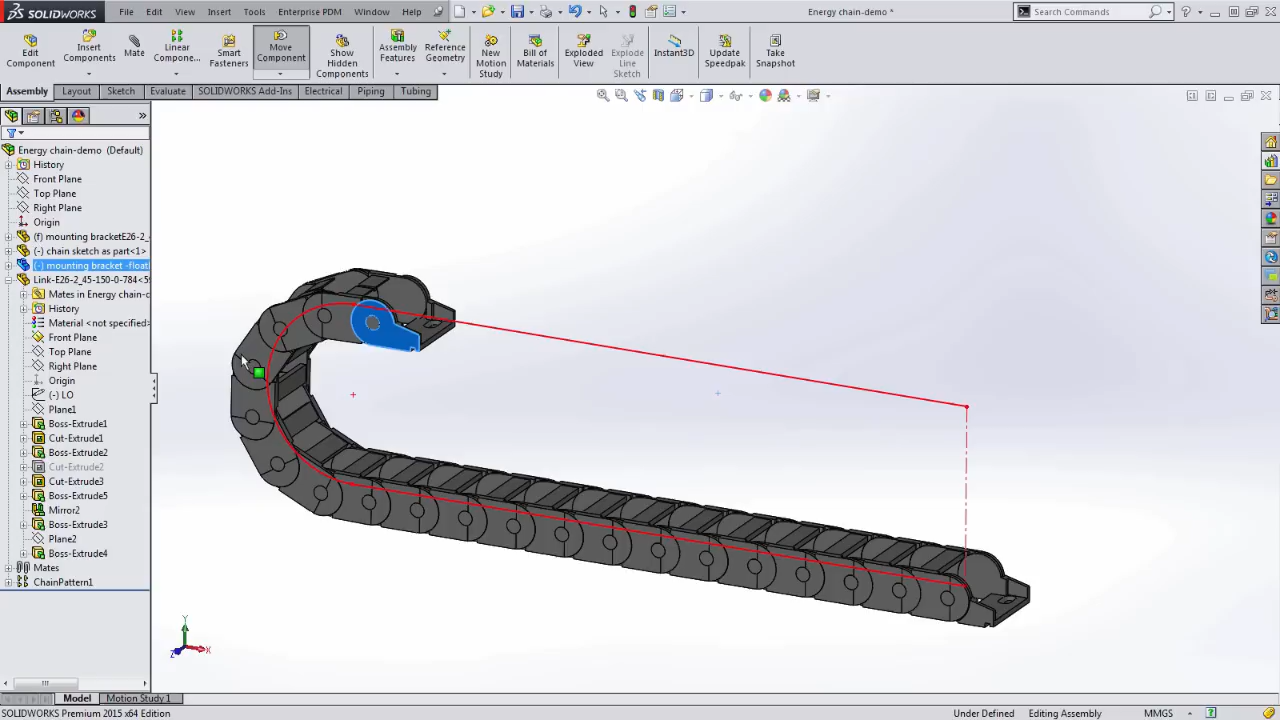 SOLIDWORKS File Edit View Insert Tools Enterprise PDM Window Help Energy chain-demo * Search Commands
Edit Component
Insert Components
Mate
Linear Compone...
Smart Fasteners
Move Component
Show Hidden Components
Assembly Features
Reference Geometry
New Motion Study
Bill of Materials
Exploded View
Explode Line Sketch
Instant3D
Update Speedpak
Take Snapshot
Assembly Layout Sketch Evaluate SOLIDWORKS Add-Ins Electrical Piping Tubing
Energy chain-demo (Default)
History
Front Plane
Top Plane
Right Plane
Origin
(f) mounting bracketE26-2_
(-) chain sketch as part<1>
(-) mounting bracket -float
Link-E26-2_45-150-0-784<5
Mates in Energy chain-c
History
Material <not specified>
Front Plane
Top Plane
Right Plane
Origin
(-) LO
Plane1
Boss-Extrude1
Cut-Extrude1
Boss-Extrude2
Cut-Extrude2
Cut-Extrude3
Boss-Extrude5
Mirror2
Boss-Extrude3
Plane2
Boss-Extrude4
Mates
ChainPattern1
Y
Z X
Model Motion Study 1
SOLIDWORKS Premium 2015 x64 Edition Under Defined Editing Assembly MMGS